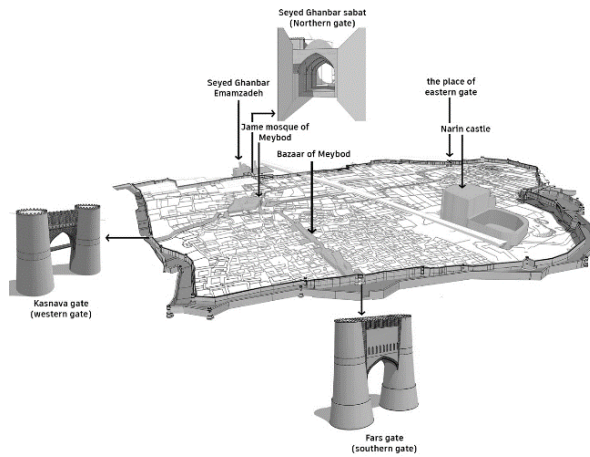 Seyed Ghanbar sabat
(Northern gate)
Seyed Ghanbar
Emamzadeh
the place of
eastern gate
Jame mosque of
Meybod
Narin castle
Bazaar of Meybod
Kasnava gate
(western gate)
Fars gate
(southern gate)